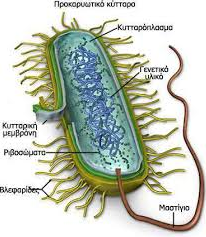 Προκαρυωτικό κύτταρο
Κυτταρόπλασμα
Γενετικό
υλικό
Κυτταρική
μεμβράνη
Ριβοσώματα
Βλεφαρίδες
Μαστίγιο